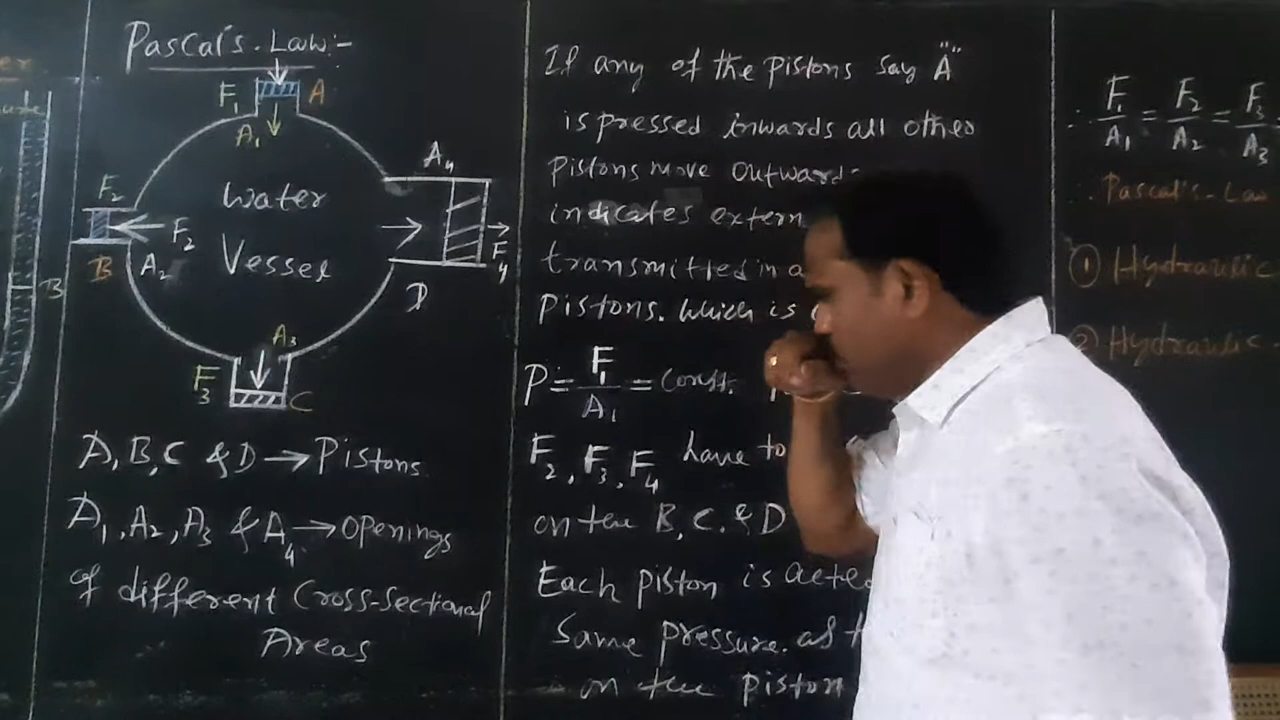 Pascal's-Law:-
F1 A
A1
A4
F2
Water
F2
Vessel
F4
B A2
D
A3
F3 C
A, B, C & D → Pistons
A1, A2, A3 & A4 → Openings
of different Cross-Sectional
Areas
B
If any of the Pistons say "A"
is pressed inwards all other
Pistons move Outward
indicates extern
transmitted in a
Pistons. Which is
P = F1/A1 = Const.
F2, F3, F4 have to
on the B, C, & D
Each piston is acted
Same pressure. as t
on the piston
∴ F1/A1 = F2/A2 = F3/A3
∴ Pascal's-Law
① Hydraulic
② Hydraulic